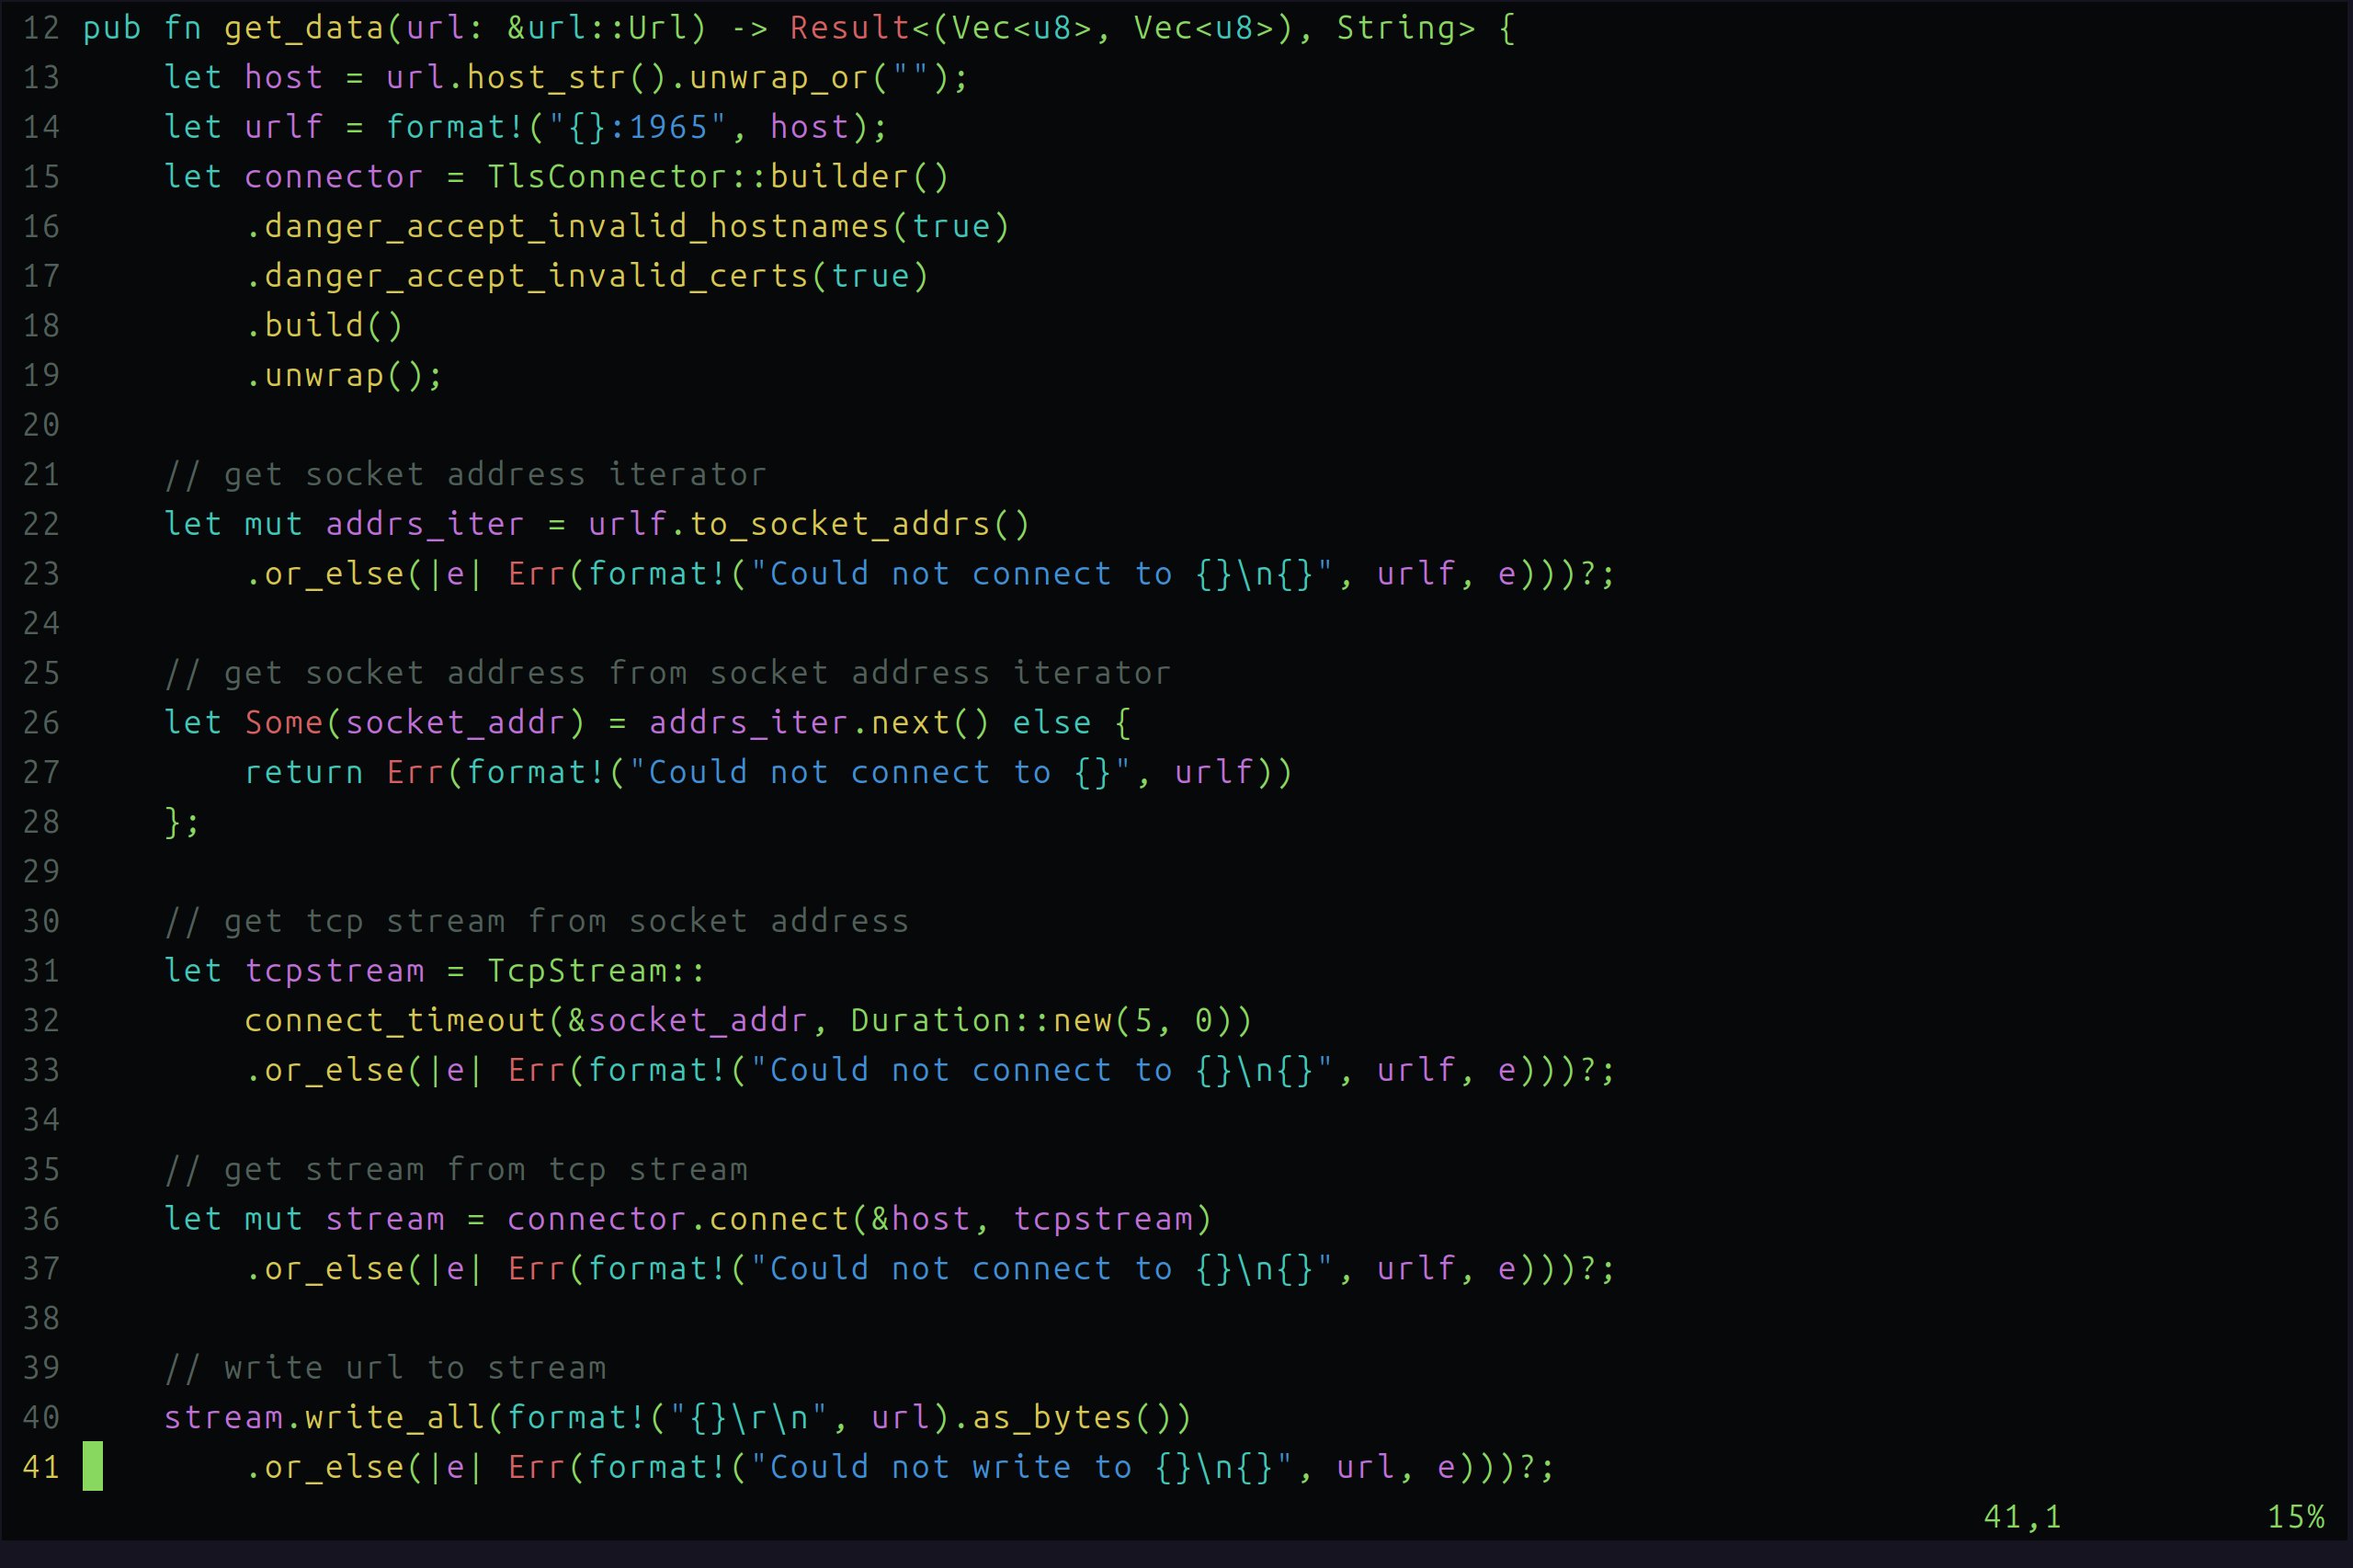 12 pub fn get_data(url: &url::Url) -> Result<(Vec<u8>, Vec<u8>), String> {
13     let host = url.host_str().unwrap_or("");
14     let urlf = format!("{}:1965", host);
15     let connector = TlsConnector::builder()
16         .danger_accept_invalid_hostnames(true)
17         .danger_accept_invalid_certs(true)
18         .build()
19         .unwrap();
20
21     // get socket address iterator
22     let mut addrs_iter = urlf.to_socket_addrs()
23         .or_else(|e| Err(format!("Could not connect to {}\n{}", urlf, e)))?;
24
25     // get socket address from socket address iterator
26     let Some(socket_addr) = addrs_iter.next() else {
27         return Err(format!("Could not connect to {}", urlf))
28     };
29
30     // get tcp stream from socket address
31     let tcpstream = TcpStream::
32         connect_timeout(&socket_addr, Duration::new(5, 0))
33         .or_else(|e| Err(format!("Could not connect to {}\n{}", urlf, e)))?;
34
35     // get stream from tcp stream
36     let mut stream = connector.connect(&host, tcpstream)
37         .or_else(|e| Err(format!("Could not connect to {}\n{}", urlf, e)))?;
38
39     // write url to stream
40     stream.write_all(format!("{}\r\n", url).as_bytes())
41         .or_else(|e| Err(format!("Could not write to {}\n{}", url, e)))?;
41,1 15%